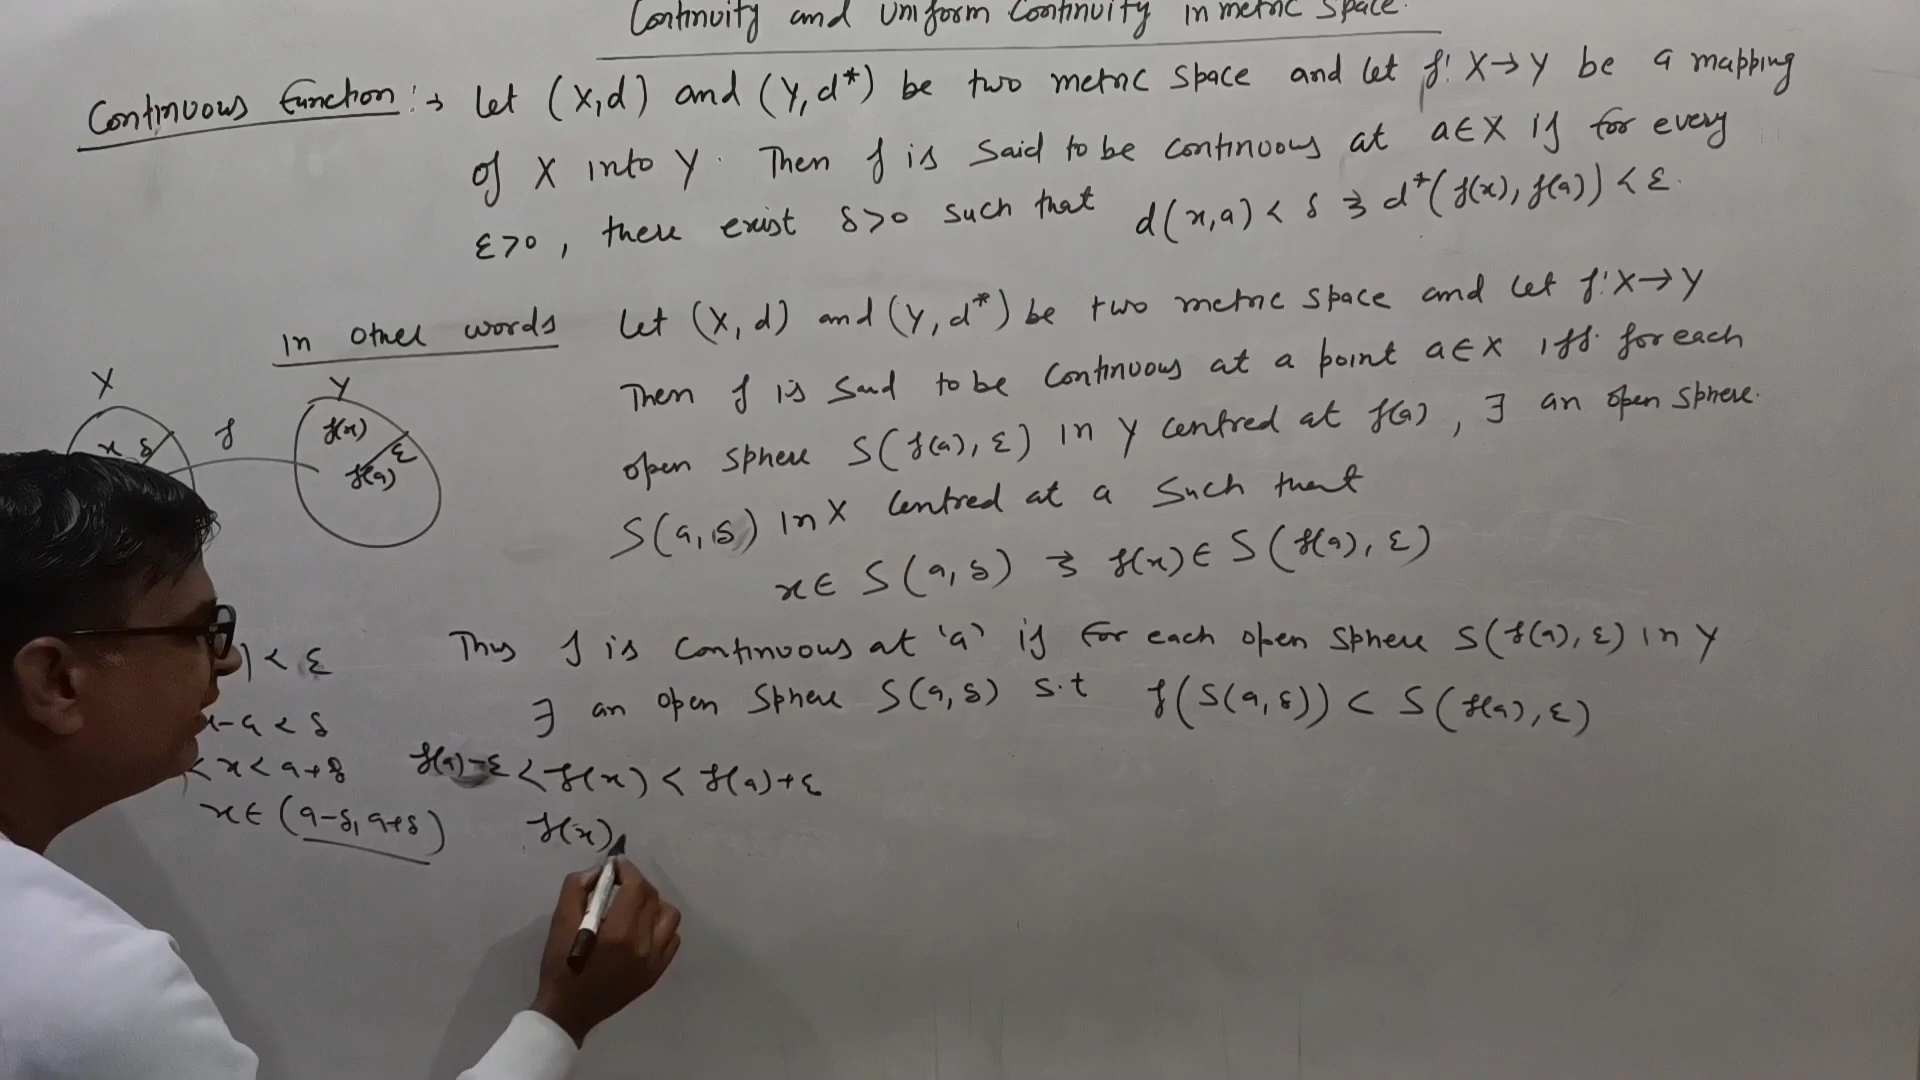 Continuity and Uniform Continuity in metric space.
Continuous function :→ Let (X,d) and (Y,d*) be two metric space and let f: X→Y be a mapping
of X into Y. Then f is said to be continuous at a∈X if for every
ε>0, there exist δ>0 such that d(x,a) < δ ⇒ d*(f(x), f(a)) < ε.
In other words Let (X,d) and (Y,d*) be two metric space and let f: X→Y
Then f is said to be continuous at a point a∈X iff for each
open sphere S(f(a), ε) in Y centred at f(a), ∃ an open sphere.
S(a,δ) in X centred at a such that
x∈ S(a,δ) ⇒ f(x)∈ S(f(a), ε)
X Y
x δ f f(x)
f(a) ε
Thus f is continuous at 'a' if for each open sphere S(f(a), ε) in Y
∃ an open sphere S(a,δ) s.t f(S(a,δ)) ⊂ S(f(a), ε)
) < ε
x-a < δ
< x < a+δ f(a)-ε < f(x) < f(a)+ε
x∈ (a-δ, a+δ) f(x)